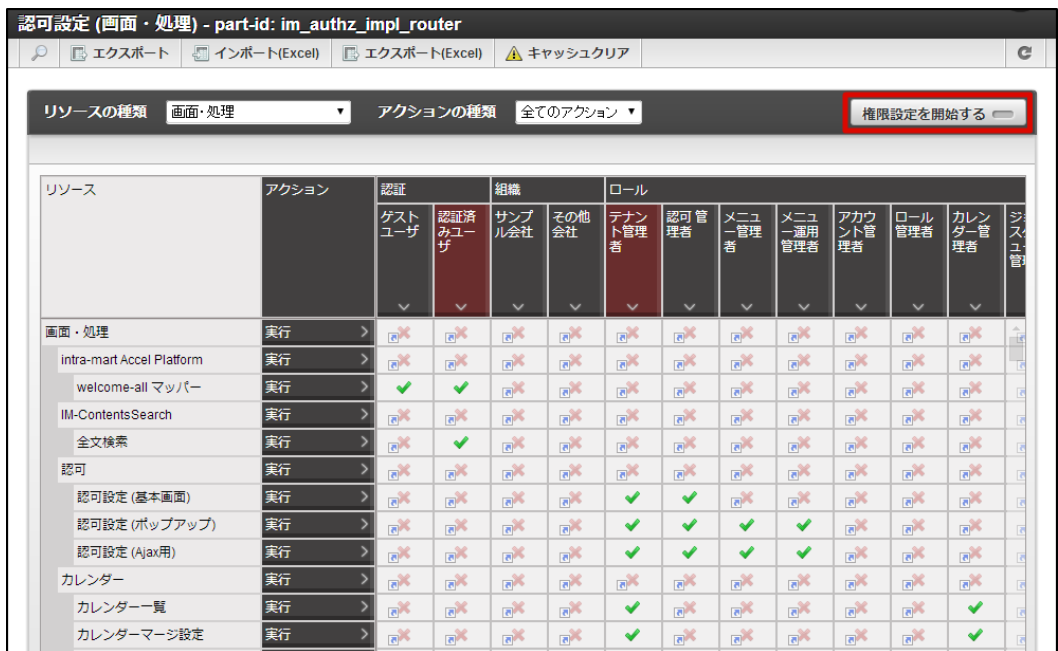 認可設定 (画面・処理) - part-id: im_authz_impl_router
エクスポート インポート(Excel) エクスポート(Excel) キャッシュクリア
リソースの種類 画面・処理 アクションの種類 全てのアクション 権限設定を開始する
リソース アクション 認証 組織 ロール
ゲストユーザ 認証済みユーザ サンプル会社 その他会社 テナント管理者 認可管理者 メニュー管理者 メニュー運用管理者 アカウント管理者 ロール管理者 カレンダー管理者
画面・処理 実行
intra-mart Accel Platform 実行
welcome-all マッパー 実行
IM-ContentsSearch 実行
全文検索 実行
認可 実行
認可設定 (基本画面) 実行
認可設定 (ポップアップ) 実行
認可設定 (Ajax用) 実行
カレンダー 実行
カレンダー一覧 実行
カレンダーマージ設定 実行